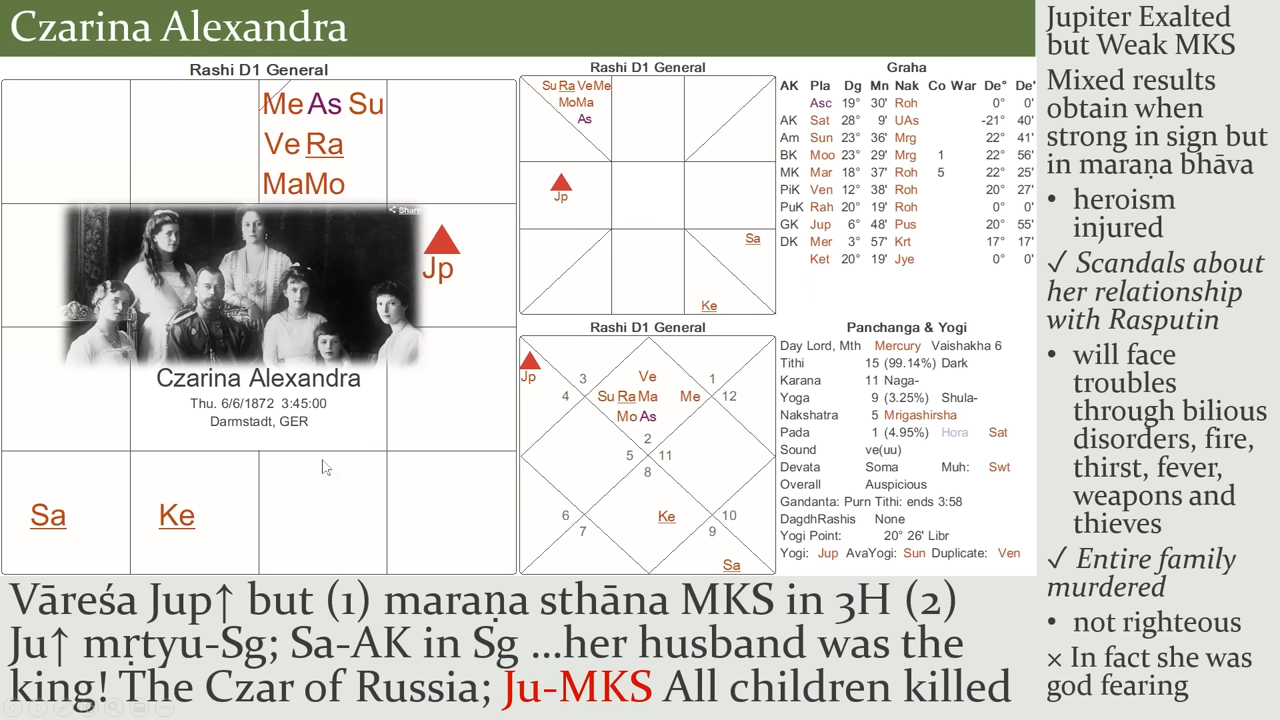 Czarina Alexandra
Rashi D1 General
Me As Su
Ve Ra
MaMo
Share
Jp
Czarina Alexandra
Thu. 6/6/1872 3:45:00
Darmstadt, GER
Sa
Ke
Rashi D1 General
Su Ra VeMe
MoMa
As
Jp
Sa
Ke
Rashi D1 General
Jp
3
Ve
1
4
Su Ra Ma
Me
12
Mo As
2
5
11
8
6
Ke
10
7
9
Sa
Graha
AK Pla Dg Mn Nak Co War De° De'
Asc 19° 30' Roh 0° 0'
AK Sat 28° 9' UAs -21° 40'
Am Sun 23° 36' Mrg 22° 41'
BK Moo 23° 29' Mrg 1 22° 56'
MK Mar 18° 37' Roh 5 22° 25'
PiK Ven 12° 38' Roh 20° 27'
PuK Rah 20° 19' Roh 0° 0'
GK Jup 6° 48' Pus 20° 55'
DK Mer 3° 57' Krt 17° 17'
Ket 20° 19' Jye 0° 0'
Panchanga & Yogi
Day Lord, Mth Mercury Vaishakha 6
Tithi 15 (99.14%) Dark
Karana 11 Naga-
Yoga 9 (3.25%) Shula-
Nakshatra 5 Mrigashirsha
Pada 1 (4.95%) Hora Sat
Sound ve(uu)
Devata Soma Muh: Swt
Overall Auspicious
Gandanta: Purn Tithi: ends 3:58
DagdhRashis None
Yogi Point: 20° 26' Libr
Yogi: Jup AvaYogi: Sun Duplicate: Ven
Jupiter Exalted
but Weak MKS
Mixed results
obtain when
strong in sign but
in maraṇa bhāva
• heroism
injured
✓ Scandals about
her relationship
with Rasputin
• will face
troubles
through bilious
disorders, fire,
thirst, fever,
weapons and
thieves
✓ Entire family
murdered
• not righteous
× In fact she was
god fearing
Vāreśa Jup↑ but (1) maraṇa sthāna MKS in 3H (2)
Ju↑ mṛtyu-Sg; Sa-AK in Sg ...her husband was the
king! The Czar of Russia; Ju-MKS All children killed